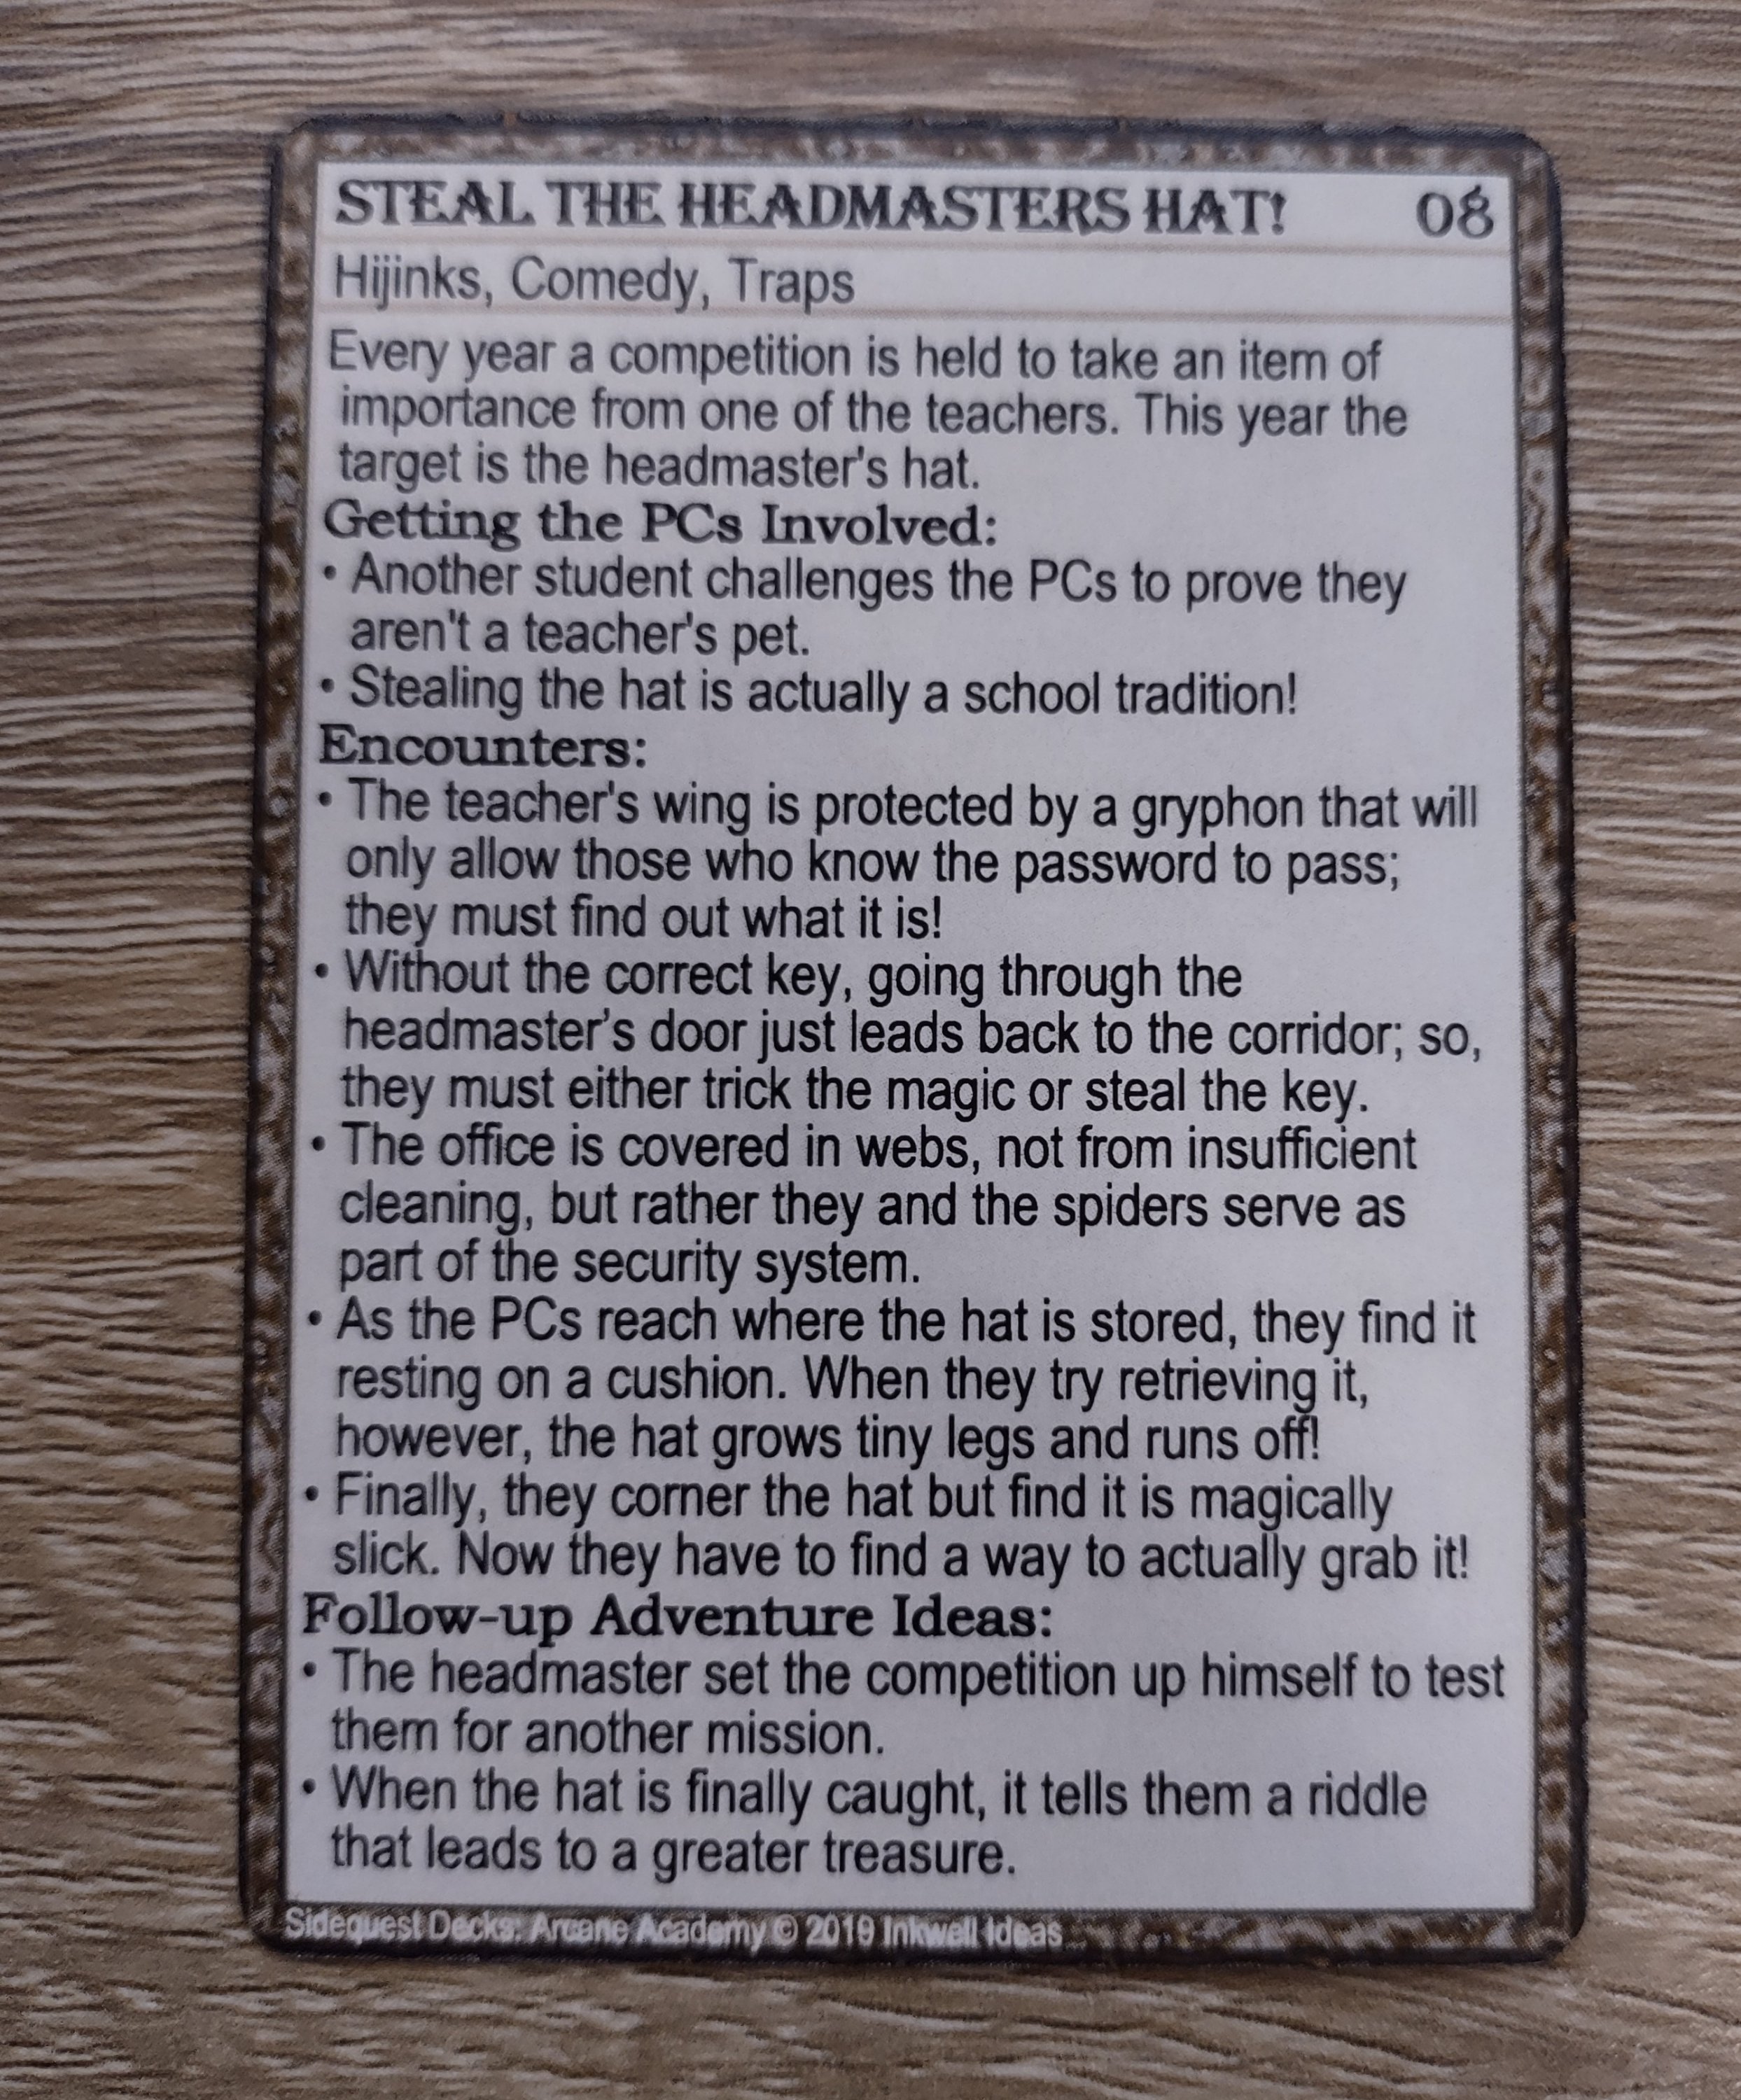 STEAL THE HEADMASTERS HAT! 08
Hijinks, Comedy, Traps
Every year a competition is held to take an item of
importance from one of the teachers. This year the
target is the headmaster's hat.
Getting the PCs Involved:
• Another student challenges the PCs to prove they
aren't a teacher's pet.
• Stealing the hat is actually a school tradition!
Encounters:
• The teacher's wing is protected by a gryphon that will
only allow those who know the password to pass;
they must find out what it is!
• Without the correct key, going through the
headmaster’s door just leads back to the corridor; so,
they must either trick the magic or steal the key.
• The office is covered in webs, not from insufficient
cleaning, but rather they and the spiders serve as
part of the security system.
• As the PCs reach where the hat is stored, they find it
resting on a cushion. When they try retrieving it,
however, the hat grows tiny legs and runs off!
• Finally, they corner the hat but find it is magically
slick. Now they have to find a way to actually grab it!
Follow-up Adventure Ideas:
• The headmaster set the competition up himself to test
them for another mission.
• When the hat is finally caught, it tells them a riddle
that leads to a greater treasure.
Sidequest Decks: Arcane Academy © 2019 Inkwell Ideas